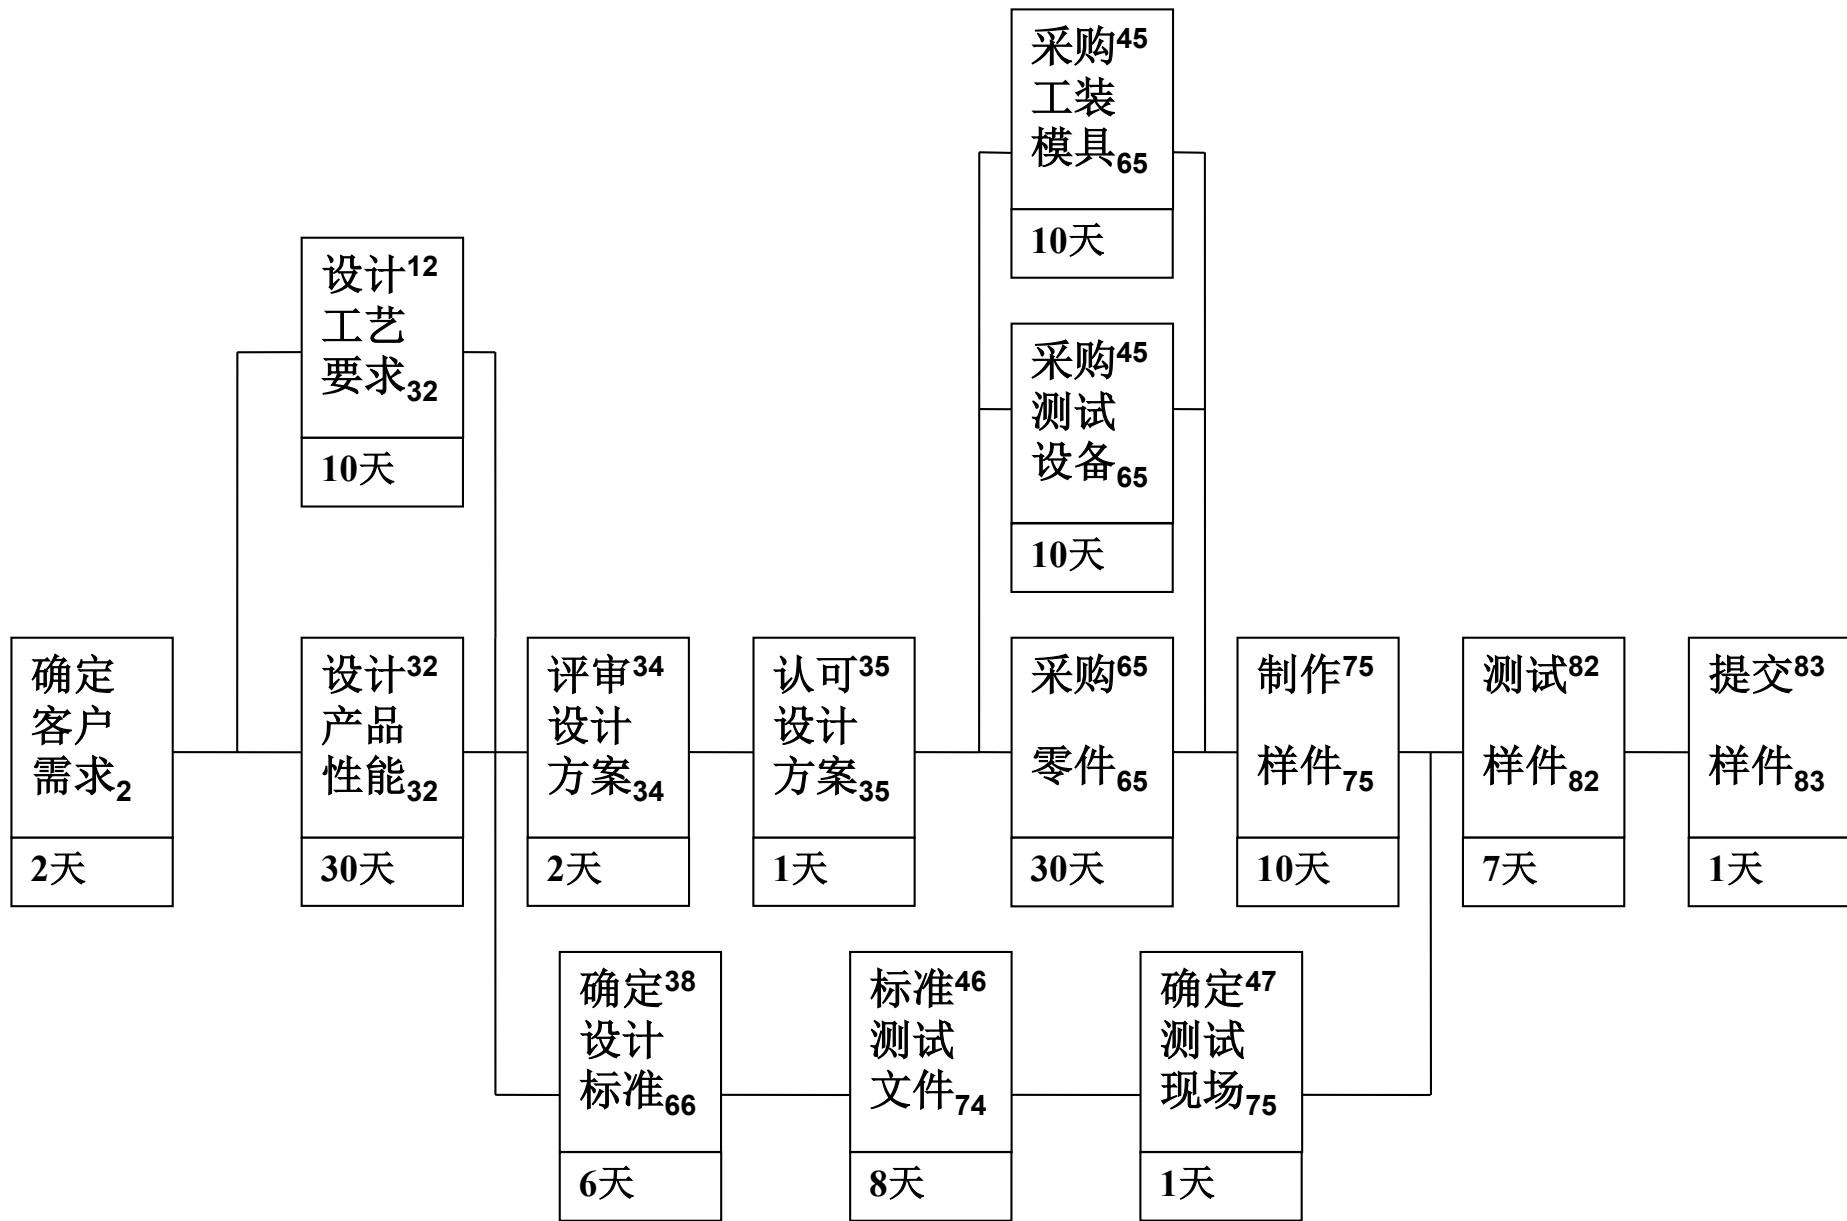 采购45
工装
模具65
10天
设计12
工艺
要求32
10天
采购45
测试
设备65
10天
确定
客户
需求2
2天
设计32
产品
性能32
30天
评审34
设计
方案34
2天
认可35
设计
方案35
1天
采购65
零件65
30天
制作75
样件75
10天
测试82
样件82
7天
提交83
样件83
1天
确定38
设计
标准66
6天
标准46
测试
文件74
8天
确定47
测试
现场75
1天